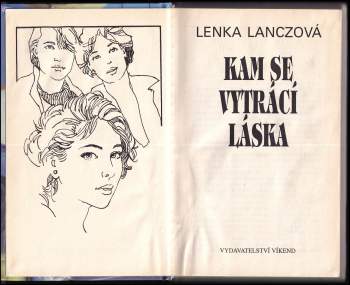 LENKA LANCZOVÁ
KAM SE
VYTRÁCÍ
LÁSKA
VYDAVATELSTVÍ VÍKEND